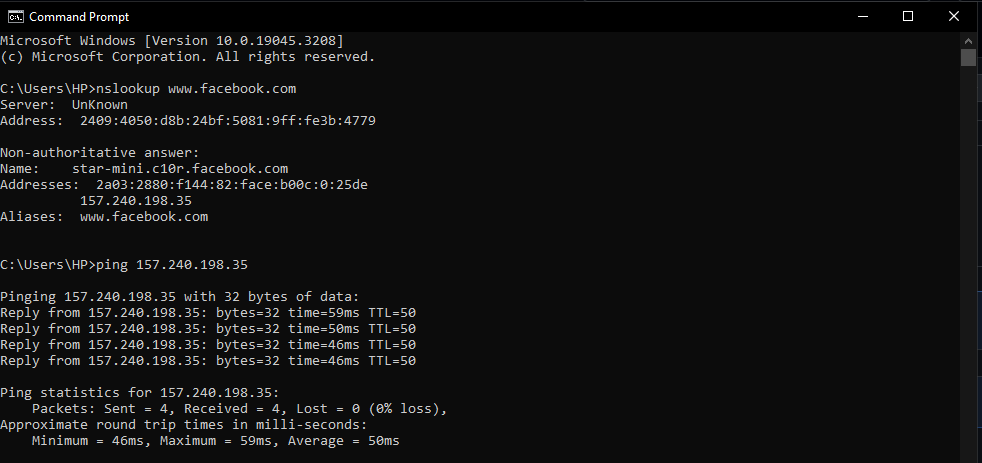 Command Prompt
Microsoft Windows [Version 10.0.19045.3208]
(c) Microsoft Corporation. All rights reserved.
C:\Users\HP>nslookup www.facebook.com
Server:  UnKnown
Address:  2409:4050:d8b:24bf:5081:9ff:fe3b:4779
Non-authoritative answer:
Name:    star-mini.c10r.facebook.com
Addresses:  2a03:2880:f144:82:face:b00c:0:25de
          157.240.198.35
Aliases:  www.facebook.com
C:\Users\HP>ping 157.240.198.35
Pinging 157.240.198.35 with 32 bytes of data:
Reply from 157.240.198.35: bytes=32 time=59ms TTL=50
Reply from 157.240.198.35: bytes=32 time=50ms TTL=50
Reply from 157.240.198.35: bytes=32 time=46ms TTL=50
Reply from 157.240.198.35: bytes=32 time=46ms TTL=50
Ping statistics for 157.240.198.35:
    Packets: Sent = 4, Received = 4, Lost = 0 (0% loss),
Approximate round trip times in milli-seconds:
    Minimum = 46ms, Maximum = 59ms, Average = 50ms